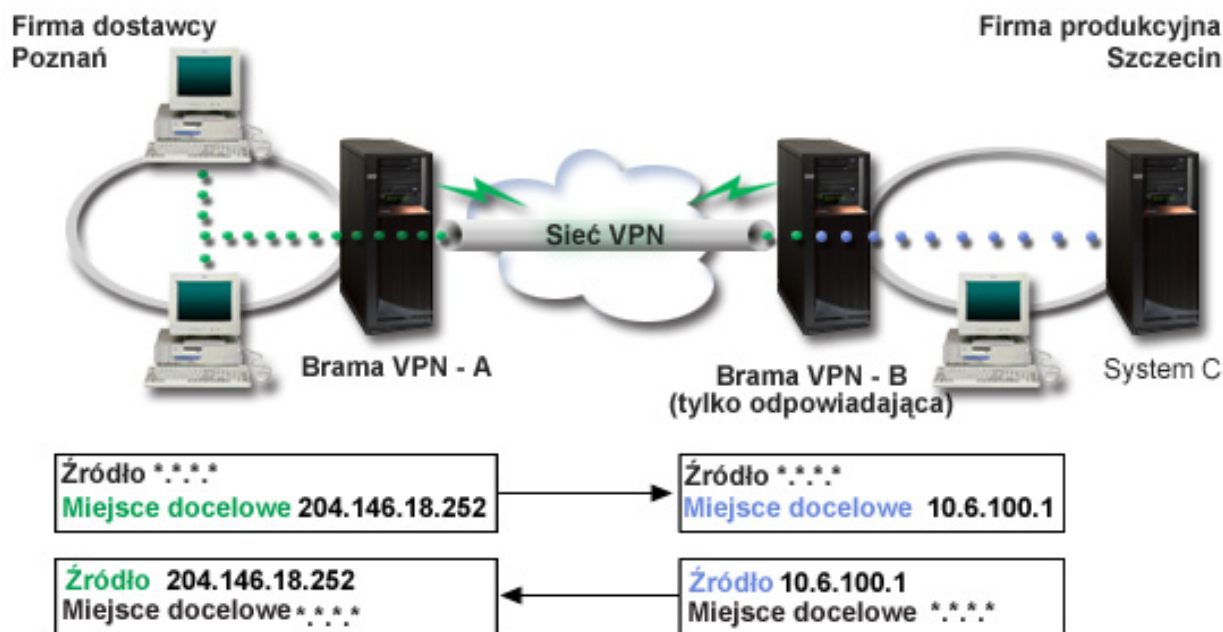 Firma dostawcy
Poznań
Firma produkcyjna
Szczecin
Sieć VPN
Brama VPN - A
Brama VPN - B
(tylko odpowiadająca)
System C
Źródło *.*.*.*
Miejsce docelowe 204.146.18.252
Źródło *.*.*.*
Miejsce docelowe 10.6.100.1
Źródło 204.146.18.252
Miejsce docelowe *.*.*.*
Źródło 10.6.100.1
Miejsce docelowe *.*.*.*